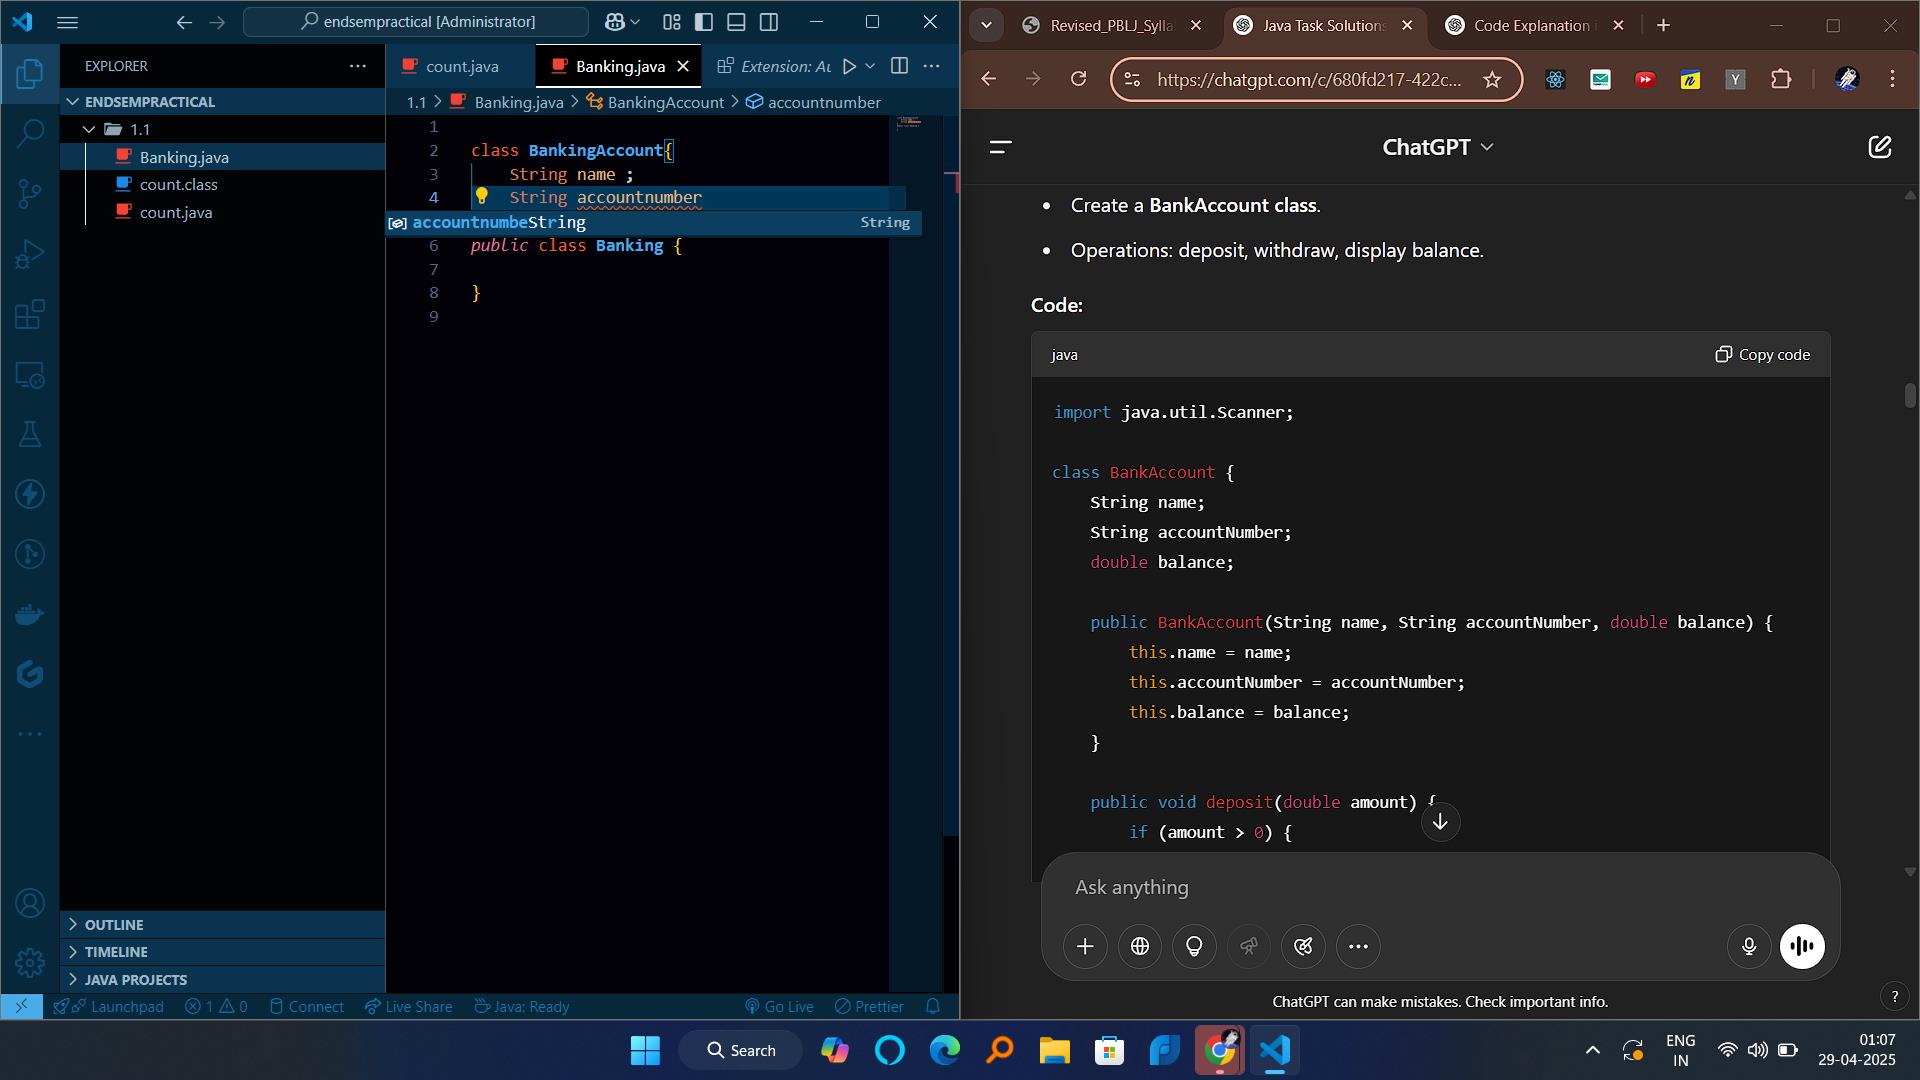 endsempractical [Administrator]
EXPLORER
ENDSEMPRACTICAL
1.1
Banking.java
count.class
count.java
OUTLINE
TIMELINE
JAVA PROJECTS
count.java
Banking.java
Extension: Au
1.1 > Banking.java > BankingAccount > accountnumber
1
2 class BankingAccount{
3 String name ;
4 String accountnumber
accountnumbeString String
6 public class Banking {
7
8 }
9
Launchpad
1
0
Connect
Live Share
Java: Ready
Go Live
Prettier
Revised_PBLJ_Sylla
Java Task Solutions
Code Explanation
https://chatgpt.com/c/680fd217-422c...
ChatGPT
• Create a BankAccount class.
• Operations: deposit, withdraw, display balance.
Code:
java
Copy code
import java.util.Scanner;
class BankAccount {
String name;
String accountNumber;
double balance;
public BankAccount(String name, String accountNumber, double balance) {
this.name = name;
this.accountNumber = accountNumber;
this.balance = balance;
}
public void deposit(double amount) {
if (amount > 0) {
Ask anything
ChatGPT can make mistakes. Check important info.
?
Search
ENG
IN
01:07
29-04-2025